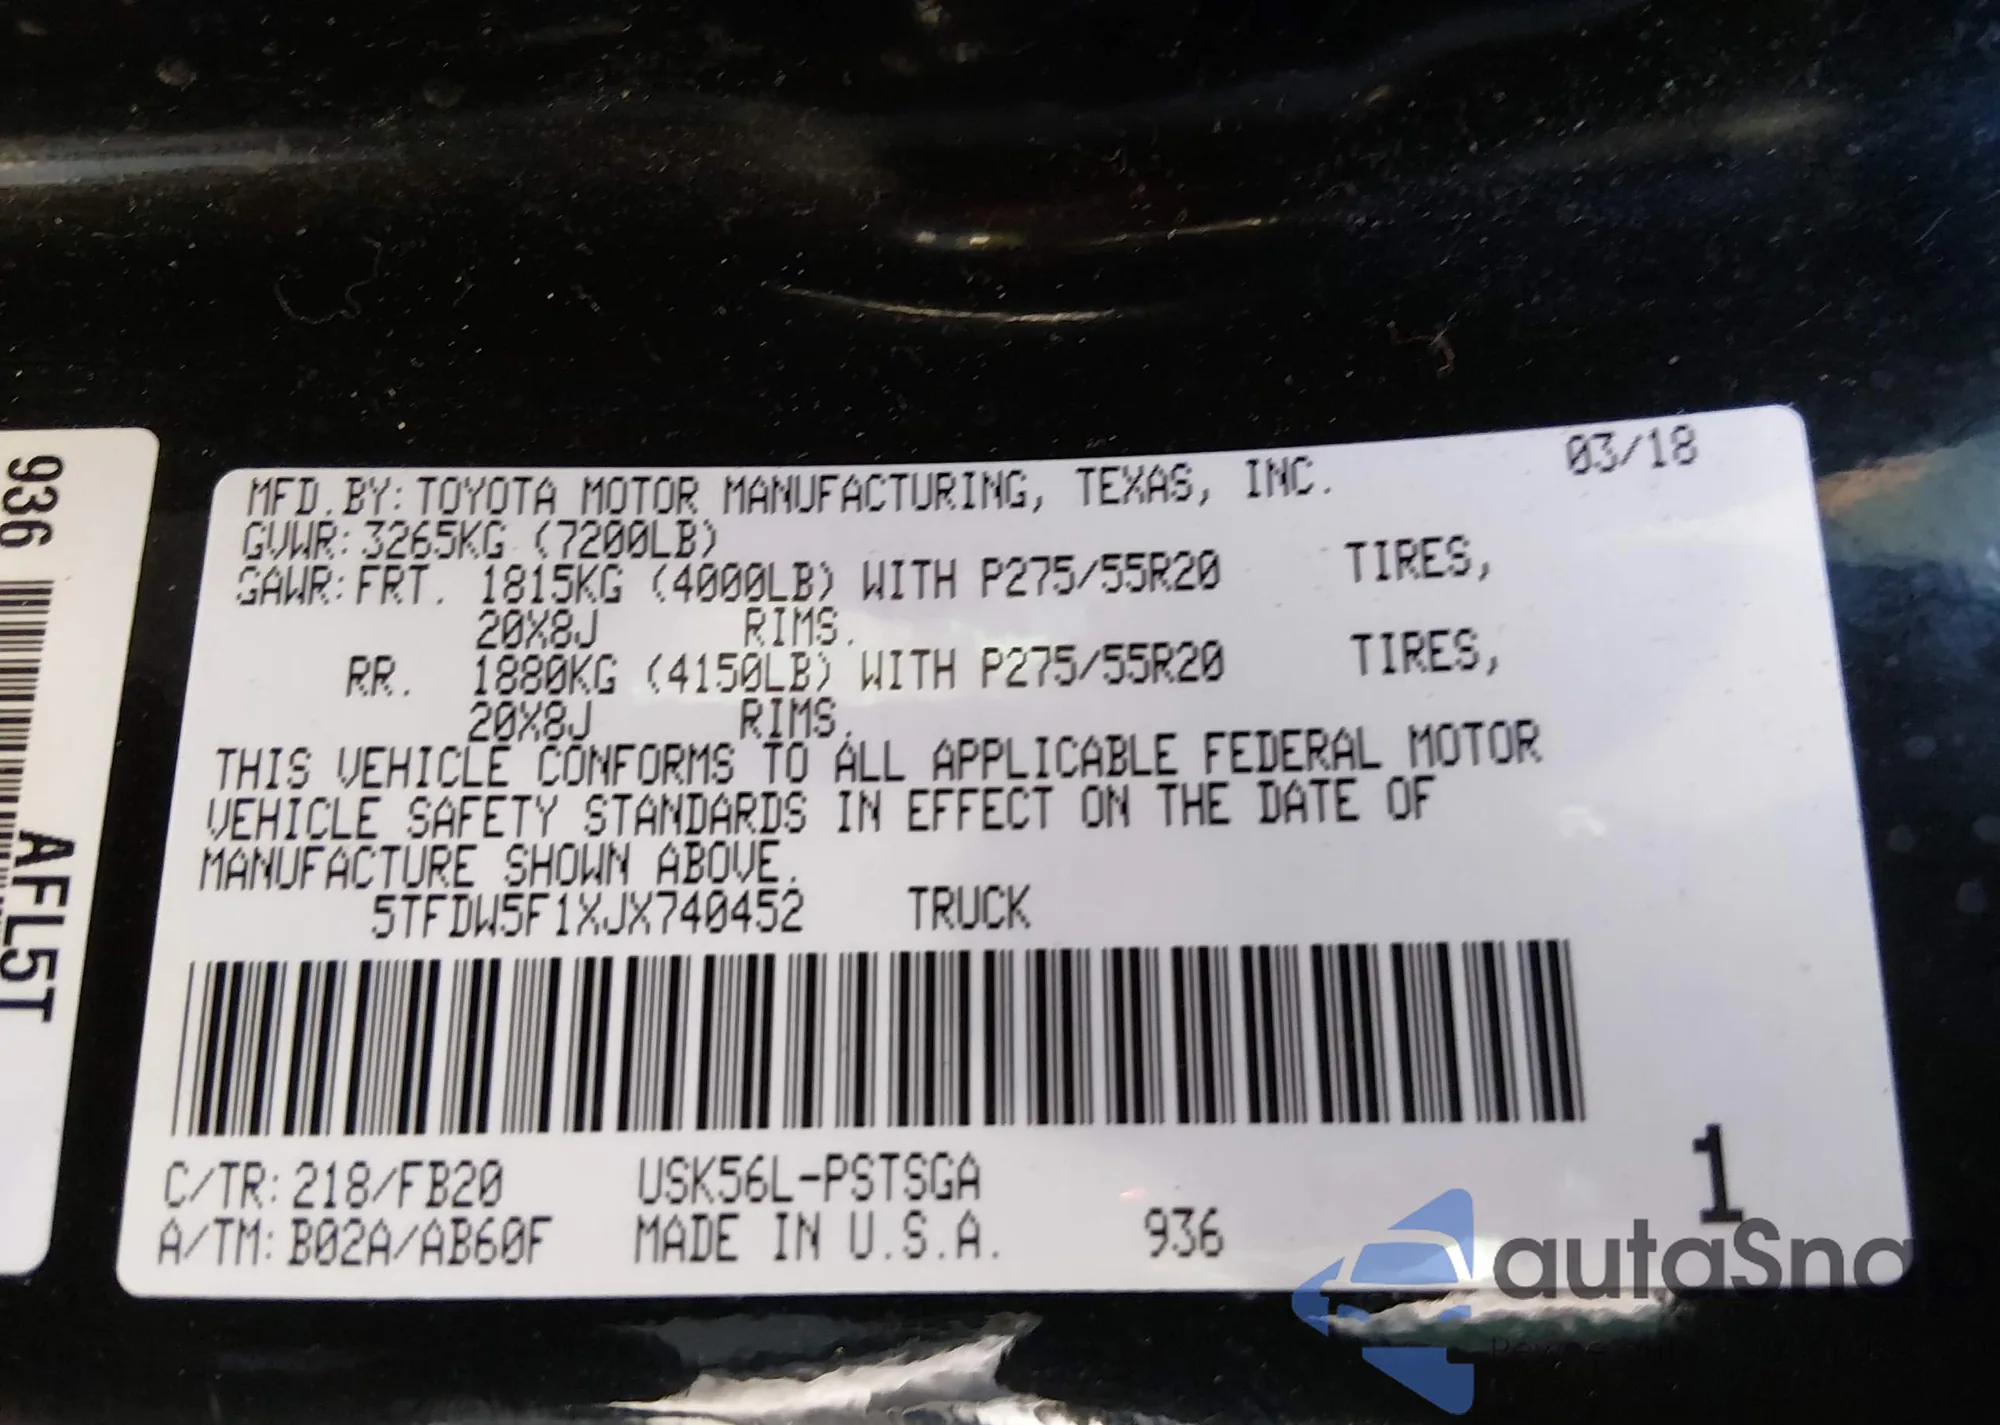 03/18
MFD.BY:TOYOTA MOTOR MANUFACTURING, TEXAS, INC.
GVWR:3265KG (7200LB)
GAWR:FRT. 1815KG (4000LB) WITH P275/55R20 TIRES,
20X8J RIMS.
RR. 1880KG (4150LB) WITH P275/55R20 TIRES,
20X8J RIMS.
THIS VEHICLE CONFORMS TO ALL APPLICABLE FEDERAL MOTOR
VEHICLE SAFETY STANDARDS IN EFFECT ON THE DATE OF
MANUFACTURE SHOWN ABOVE.
5TFDW5F1XJX740452 TRUCK
C/TR:218/FB20 USK56L-PSTSGA
A/TM:B02A/AB60F MADE IN U.S.A. 936
1
936
AFL5T
autaSna